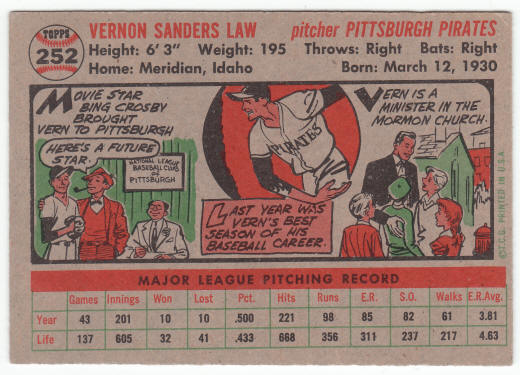 TOPPS
252
VERNON SANDERS LAW pitcher PITTSBURGH PIRATES
Height: 6' 3" Weight: 195 Throws: Right Bats: Right
Home: Meridian, Idaho Born: March 12, 1930
MOVIE STAR
BING CROSBY
BROUGHT
VERN TO PITTSBURGH
HERE'S A FUTURE
STAR.
NATIONAL LEAGUE
BASEBALL CLUB
OF
PITTSBURGH
PIRATES
LAST YEAR WAS
VERN'S BEST
SEASON OF HIS
BASEBALL CAREER.
VERN IS A
MINISTER IN THE
MORMON CHURCH.
©T.C.G. PRINTED IN U.S.A.
MAJOR LEAGUE PITCHING RECORD
Games Innings Won Lost Pct. Hits Runs E.R. S.O. Walks E.R.Avg.
Year 43 201 10 10 .500 221 98 85 82 61 3.81
Life 137 605 32 41 .433 668 356 311 237 217 4.63